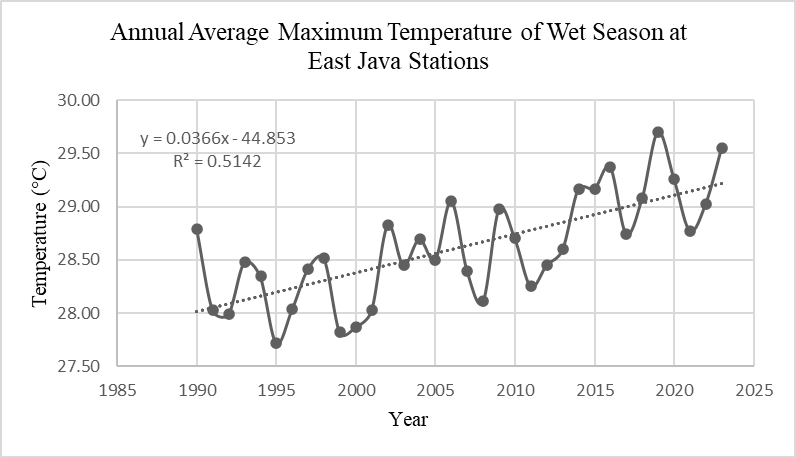 Annual Average Maximum Temperature of Wet Season at
East Java Stations
y = 0.0366x - 44.853
R² = 0.5142
Temperature (°C)
30.00
29.50
29.00
28.50
28.00
27.50
1985 1990 1995 2000 2005 2010 2015 2020 2025
Year